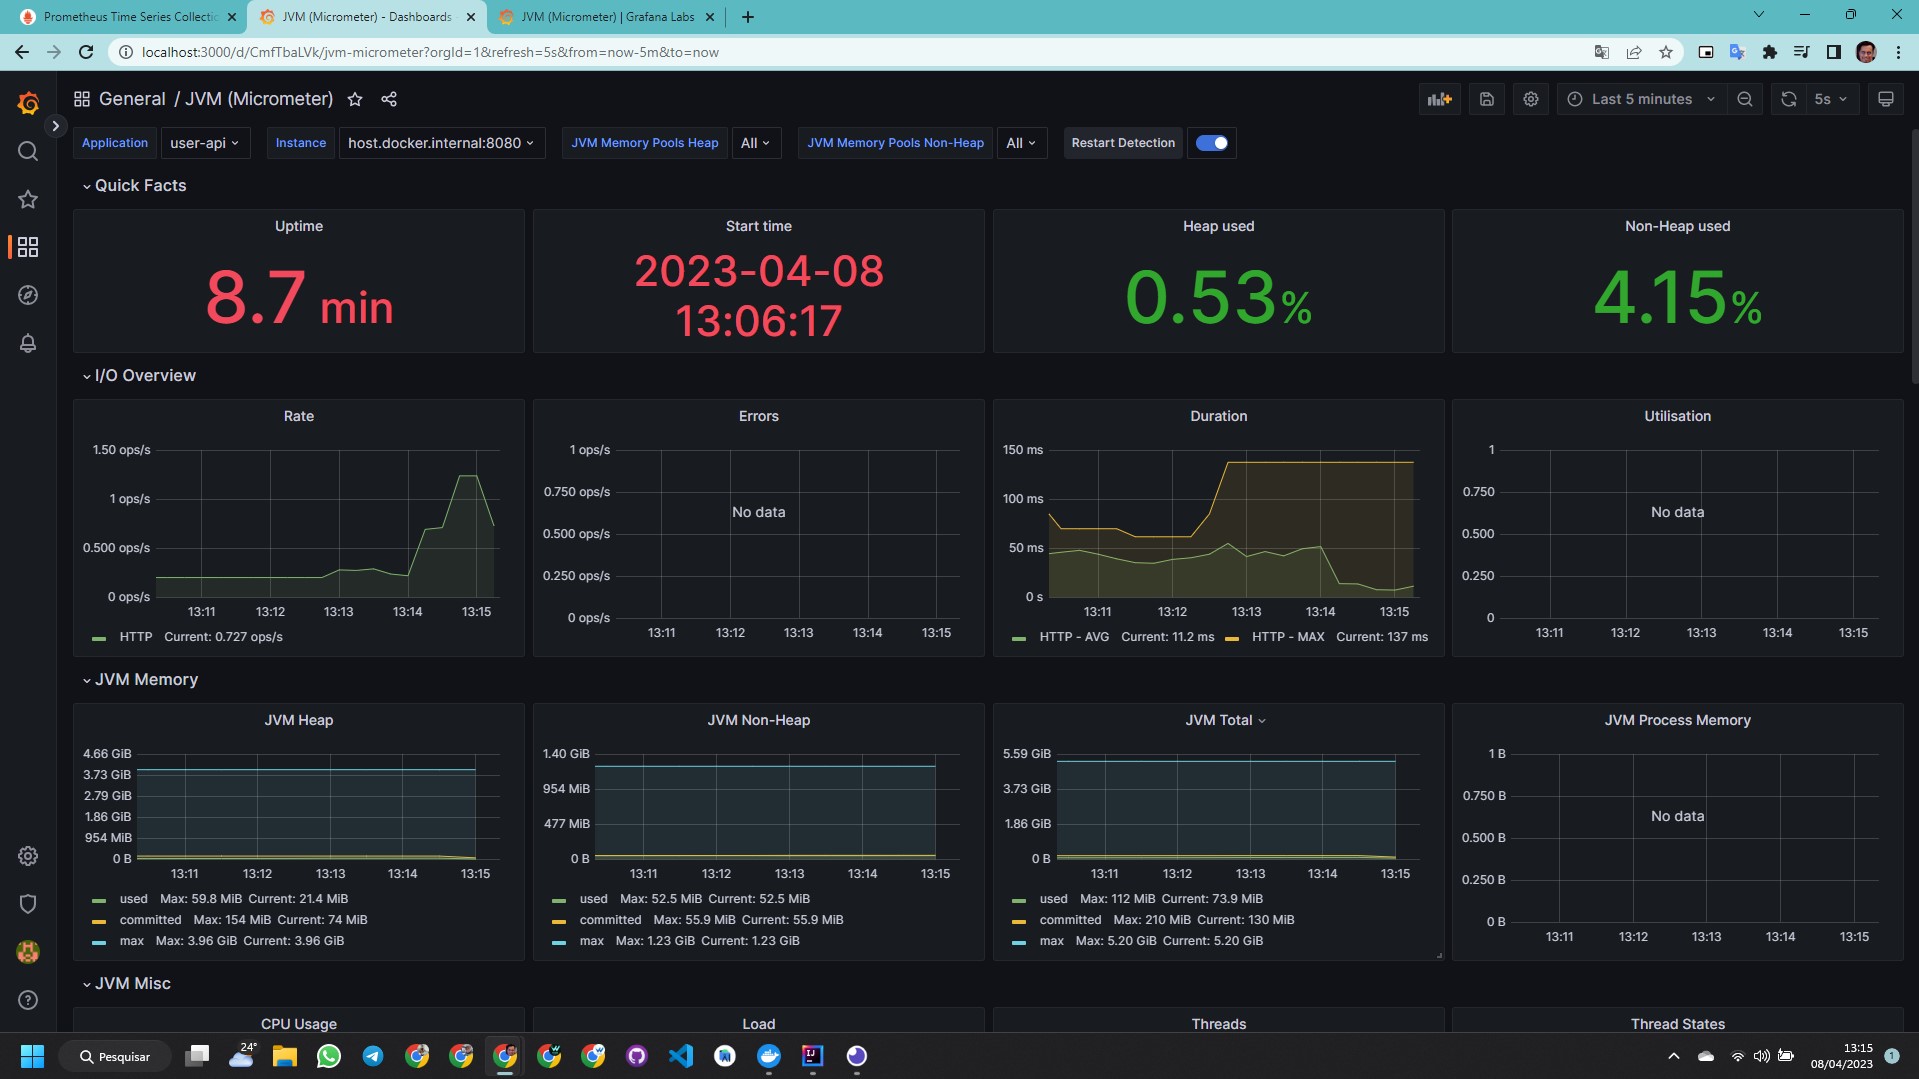 Prometheus Time Series Collectic
JVM (Micrometer) - Dashboards
JVM (Micrometer) | Grafana Labs
localhost:3000/d/CmfTbaLVk/jvm-micrometer?orgId=1&refresh=5s&from=now-5m&to=now
General / JVM (Micrometer)
Last 5 minutes
5s
Application user-api
Instance host.docker.internal:8080
JVM Memory Pools Heap All
JVM Memory Pools Non-Heap All
Restart Detection
Quick Facts
Uptime
8.7 min
Start time
2023-04-08
13:06:17
Heap used
0.53%
Non-Heap used
4.15%
I/O Overview
Rate
1.50 ops/s
1 ops/s
0.500 ops/s
0 ops/s
13:11 13:12 13:13 13:14 13:15
HTTP Current: 0.727 ops/s
Errors
1 ops/s
0.750 ops/s
No data
0.500 ops/s
0.250 ops/s
0 ops/s
13:11 13:12 13:13 13:14 13:15
Duration
150 ms
100 ms
50 ms
0 s
13:11 13:12 13:13 13:14 13:15
HTTP - AVG Current: 11.2 ms HTTP - MAX Current: 137 ms
Utilisation
1
0.750
No data
0.500
0.250
0
13:11 13:12 13:13 13:14 13:15
JVM Memory
JVM Heap
4.66 GiB
3.73 GiB
2.79 GiB
1.86 GiB
954 MiB
0 B
13:11 13:12 13:13 13:14 13:15
used Max: 59.8 MiB Current: 21.4 MiB
committed Max: 154 MiB Current: 74 MiB
max Max: 3.96 GiB Current: 3.96 GiB
JVM Non-Heap
1.40 GiB
954 MiB
477 MiB
0 B
13:11 13:12 13:13 13:14 13:15
used Max: 52.5 MiB Current: 52.5 MiB
committed Max: 55.9 MiB Current: 55.9 MiB
max Max: 1.23 GiB Current: 1.23 GiB
JVM Total
5.59 GiB
3.73 GiB
1.86 GiB
0 B
13:11 13:12 13:13 13:14 13:15
used Max: 112 MiB Current: 73.9 MiB
committed Max: 210 MiB Current: 130 MiB
max Max: 5.20 GiB Current: 5.20 GiB
JVM Process Memory
1 B
0.750 B
No data
0.500 B
0.250 B
0 B
13:11 13:12 13:13 13:14 13:15
JVM Misc
CPU Usage
Load
Threads
Thread States
Pesquisar
24°
13:15
08/04/2023
1